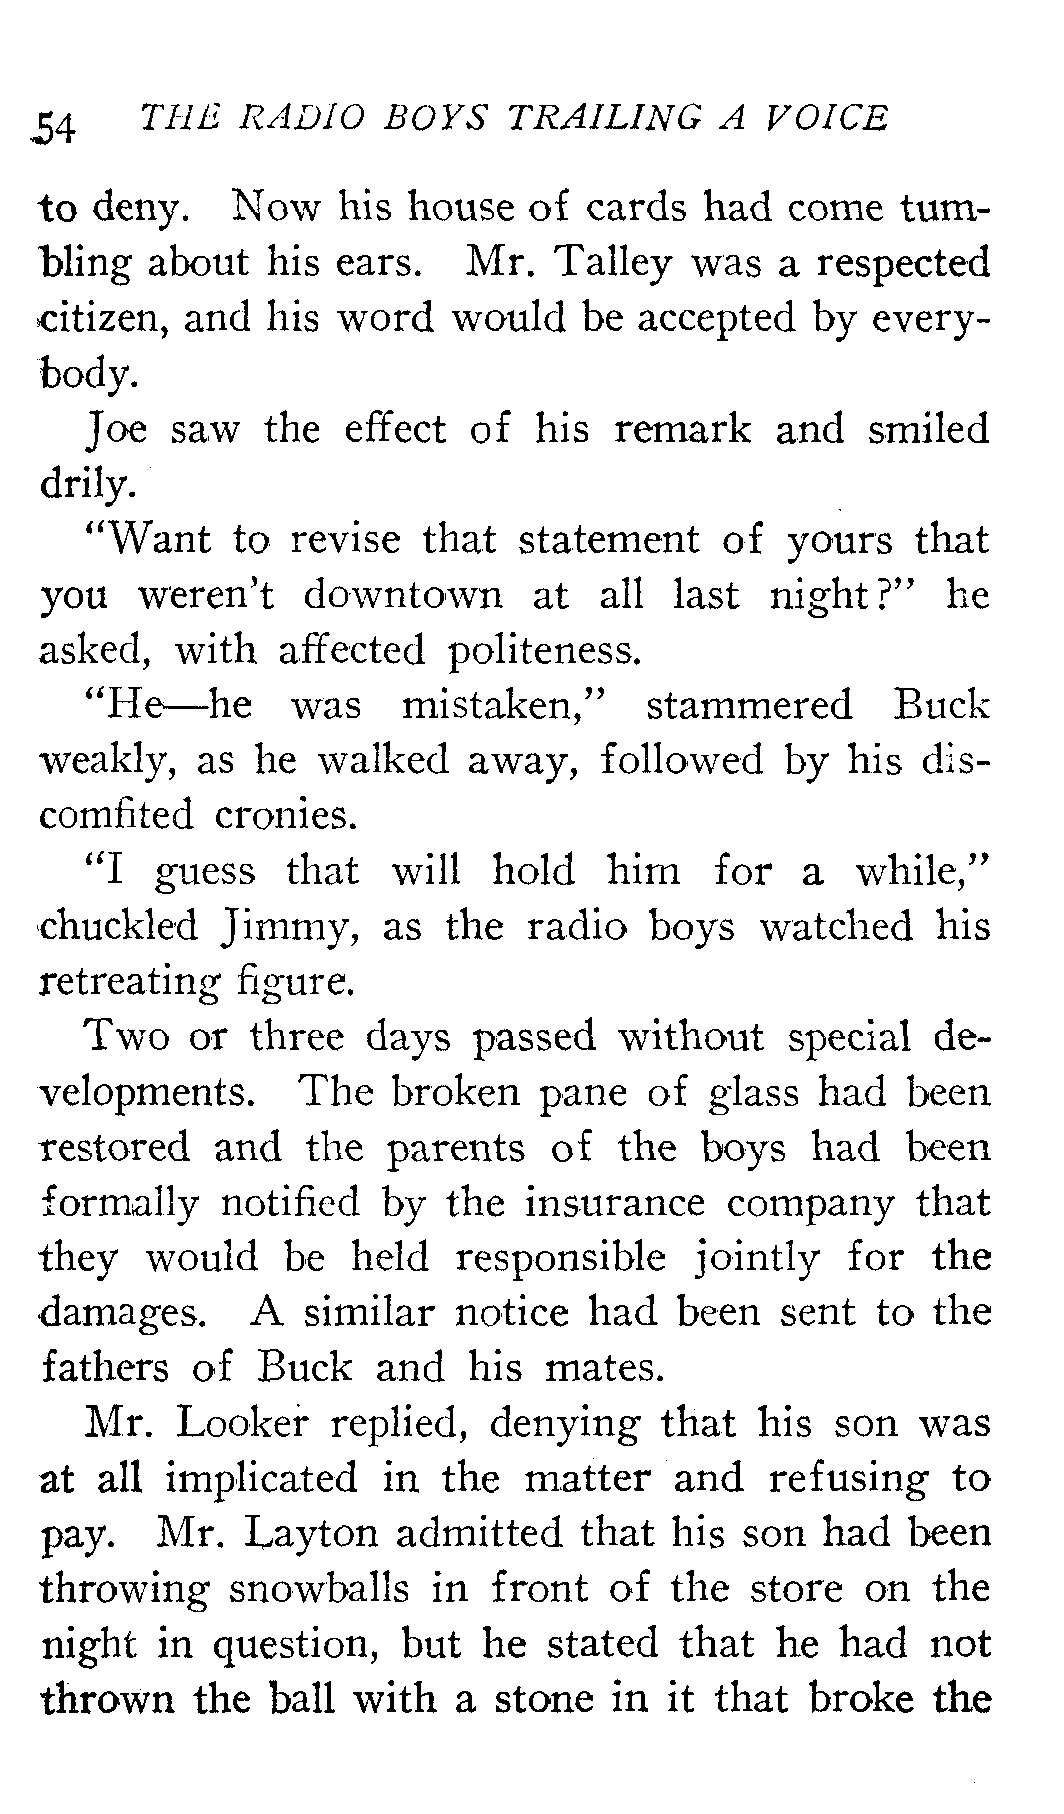 54 THE RADIO BOYS TRAILING A VOICE
to deny. Now his house of cards had come tum-
bling about his ears. Mr. Talley was a respected
citizen, and his word would be accepted by every-
body.
Joe saw the effect of his remark and smiled
drily.
"Want to revise that statement of yours that
you weren't downtown at all last night?" he
asked, with affected politeness.
"He—he was mistaken," stammered Buck
weakly, as he walked away, followed by his dis-
comfited cronies.
"I guess that will hold him for a while,"
chuckled Jimmy, as the radio boys watched his
retreating figure.
Two or three days passed without special de-
velopments. The broken pane of glass had been
restored and the parents of the boys had been
formally notified by the insurance company that
they would be held responsible jointly for the
damages. A similar notice had been sent to the
fathers of Buck and his mates.
Mr. Looker replied, denying that his son was
at all implicated in the matter and refusing to
pay. Mr. Layton admitted that his son had been
throwing snowballs in front of the store on the
night in question, but he stated that he had not
thrown the ball with a stone in it that broke the